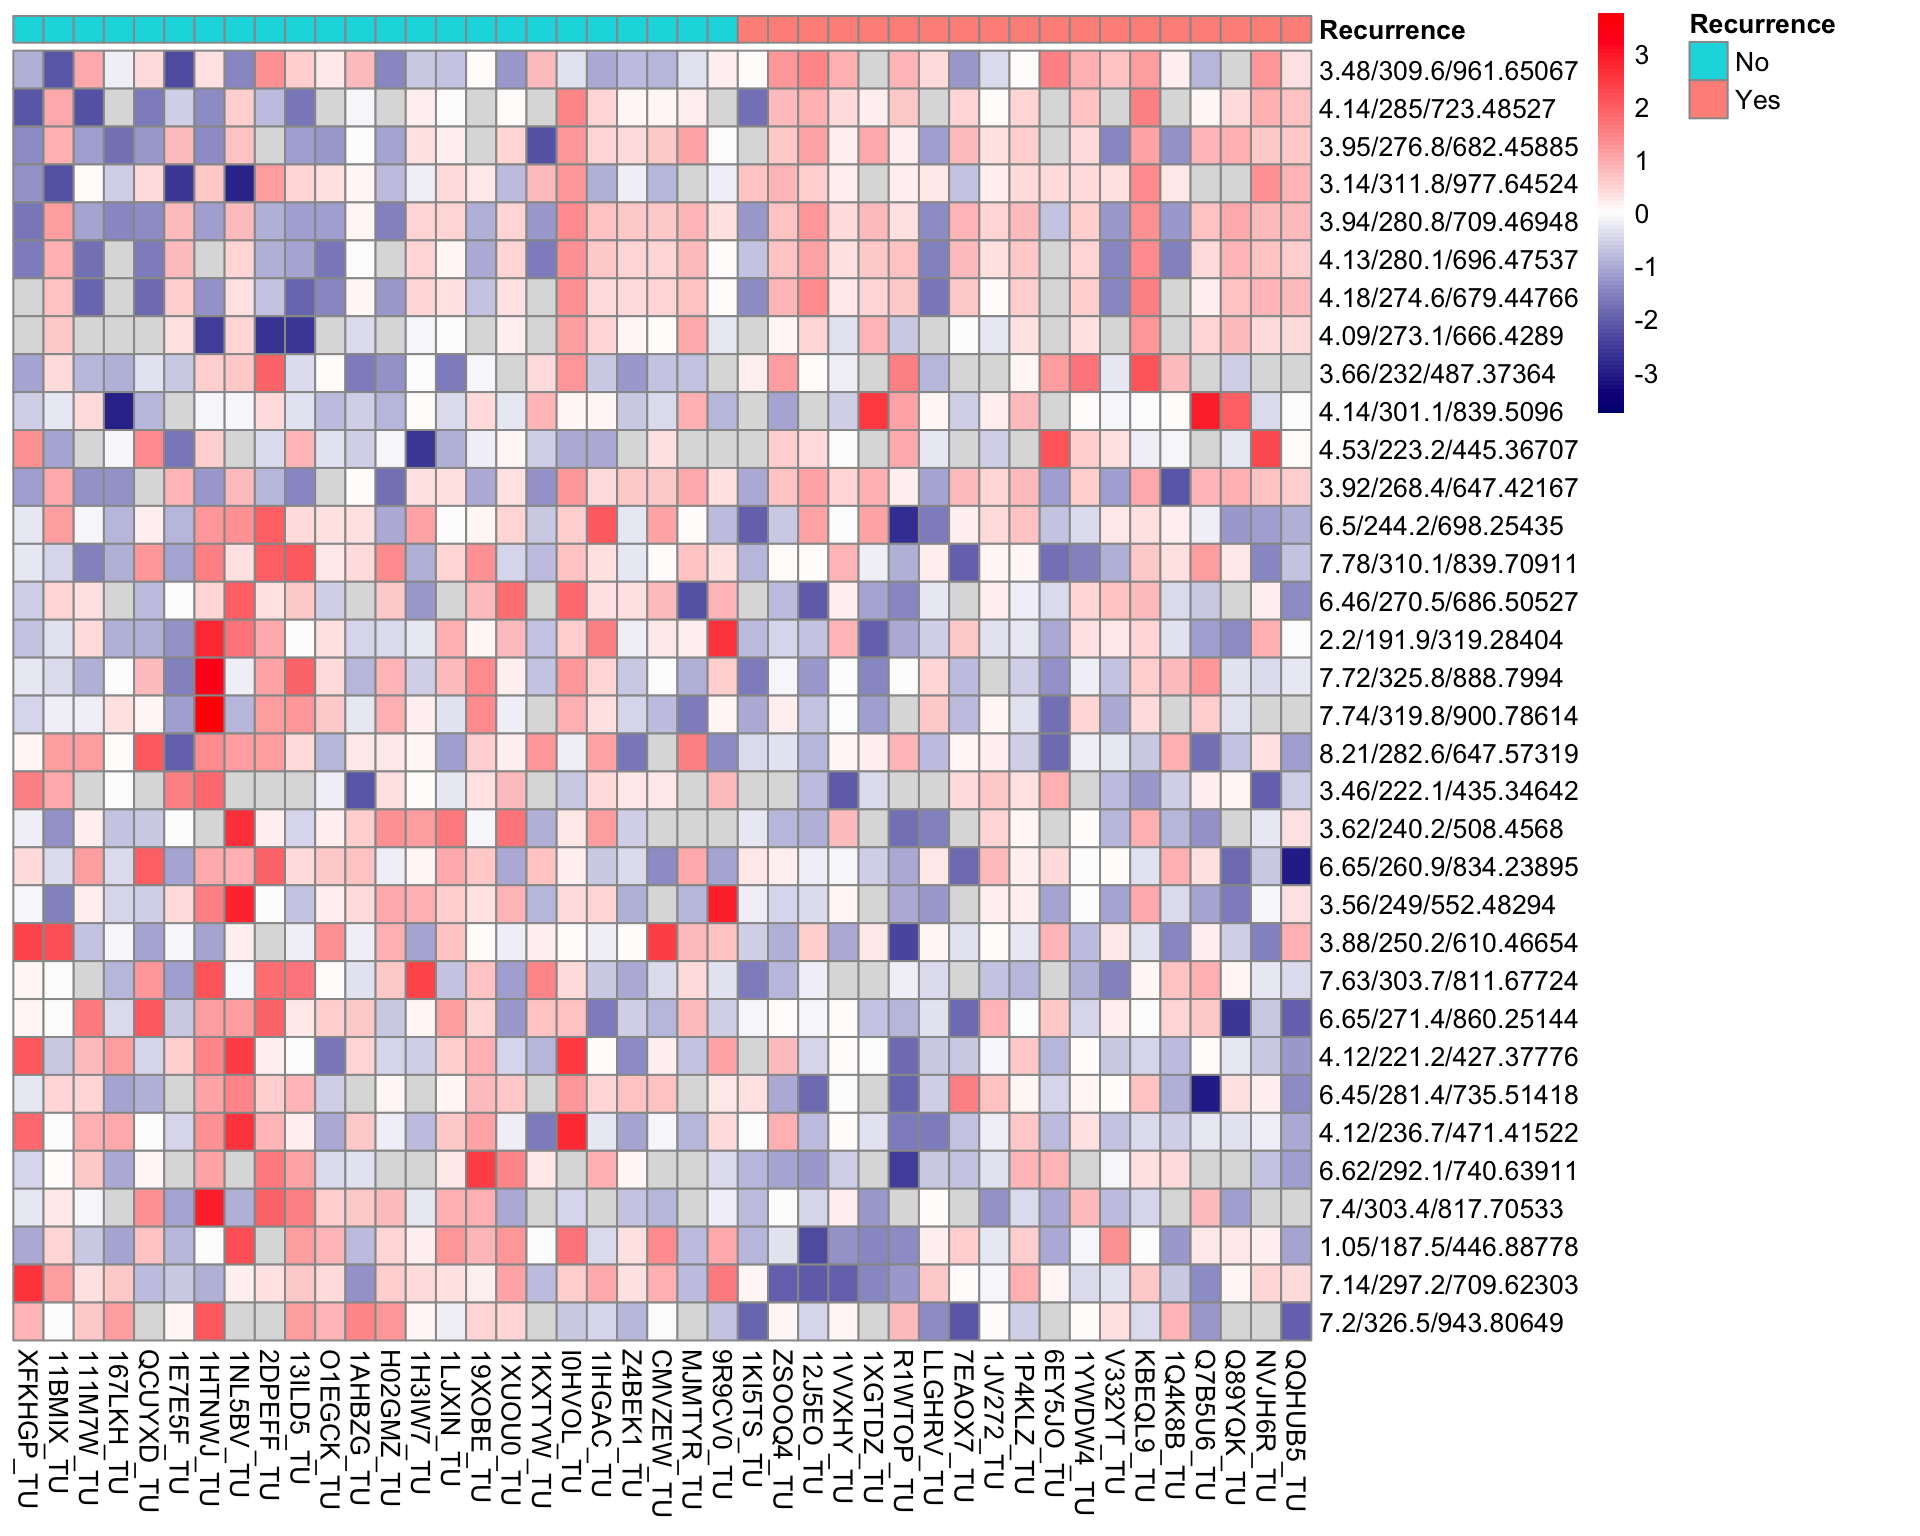 Recurrence
3.48/309.6/961.65067
4.14/285/723.48527
3.95/276.8/682.45885
3.14/311.8/977.64524
3.94/280.8/709.46948
4.13/280.1/696.47537
4.18/274.6/679.44766
4.09/273.1/666.4289
3.66/232/487.37364
4.14/301.1/839.5096
4.53/223.2/445.36707
3.92/268.4/647.42167
6.5/244.2/698.25435
7.78/310.1/839.70911
6.46/270.5/686.50527
2.2/191.9/319.28404
7.72/325.8/888.7994
7.74/319.8/900.78614
8.21/282.6/647.57319
3.46/222.1/435.34642
3.62/240.2/508.4568
6.65/260.9/834.23895
3.56/249/552.48294
3.88/250.2/610.46654
7.63/303.7/811.67724
6.65/271.4/860.25144
4.12/221.2/427.37776
6.45/281.4/735.51418
4.12/236.7/471.41522
6.62/292.1/740.63911
7.4/303.4/817.70533
1.05/187.5/446.88778
7.14/297.2/709.62303
7.2/326.5/943.80649
3
2
1
0
-1
-2
-3
Recurrence
No
Yes
XFKHGP_TU
11BMIX_TU
111M7W_TU
167LKH_TU
QCUYXD_TU
1E7E5F_TU
1HTNWJ_TU
1NL5BV_TU
2DPEFF_TU
13ILD5_TU
O1EGCK_TU
1AHBZG_TU
H02GMZ_TU
1H3IW7_TU
1LJXIN_TU
19XOBE_TU
1XUOU0_TU
1KXTYW_TU
I0HVOL_TU
1IHGAC_TU
Z4BEK1_TU
CMVZEW_TU
MJMTYR_TU
9R9CV0_TU
1KI5TS_TU
ZSOOQ4_TU
12J5EO_TU
1VVXHY_TU
1XGTDZ_TU
R1WTOP_TU
LLGHRV_TU
7EAOX7_TU
1JV272_TU
1P4KLZ_TU
6EY5JO_TU
1YWDW4_TU
V332YT_TU
KBEQL9_TU
1Q4K8B_TU
Q7B5U6_TU
Q89YQK_TU
NVJH6R_TU
QQHUB5_TU